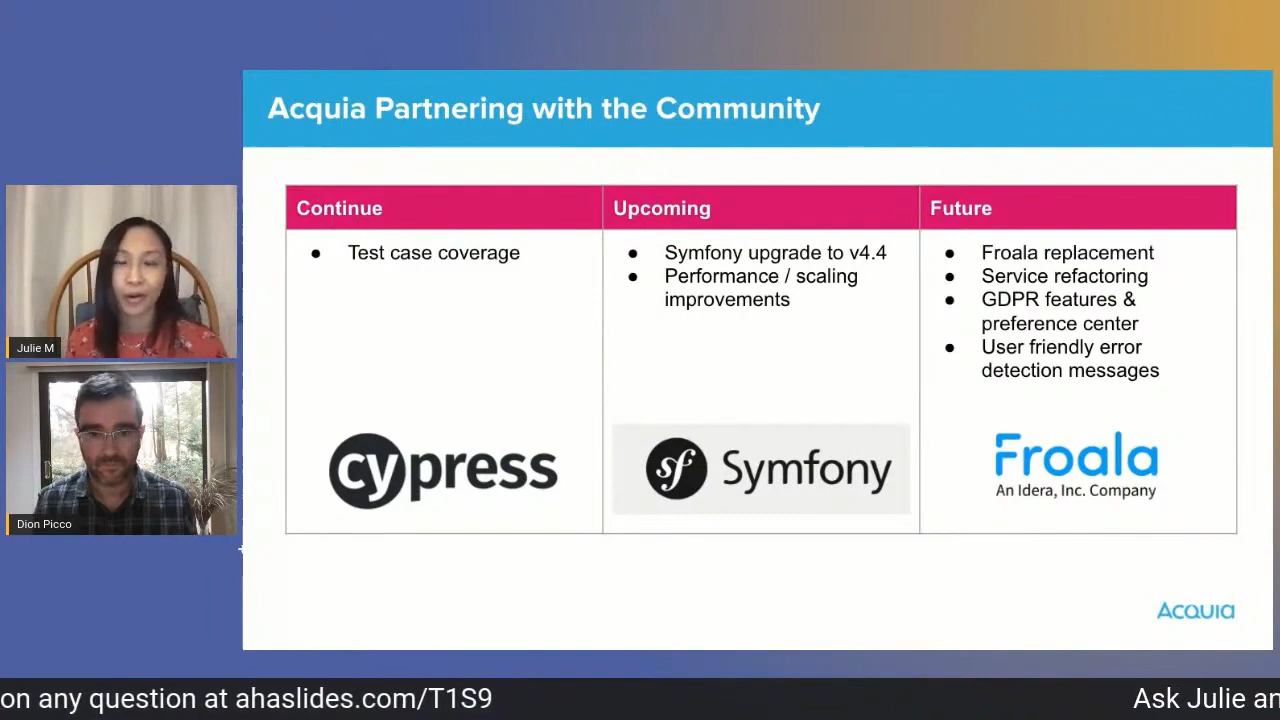 Acquia Partnering with the Community
Continue
Upcoming
Future
● Test case coverage
● Symfony upgrade to v4.4
● Performance / scaling
improvements
● Froala replacement
● Service refactoring
● GDPR features &
preference center
● User friendly error
detection messages
cypress
sf Symfony
Froala
An Idera, Inc. Company
Acquia
Julie M
Dion Picco
on any question at ahaslides.com/T1S9
Ask Julie an